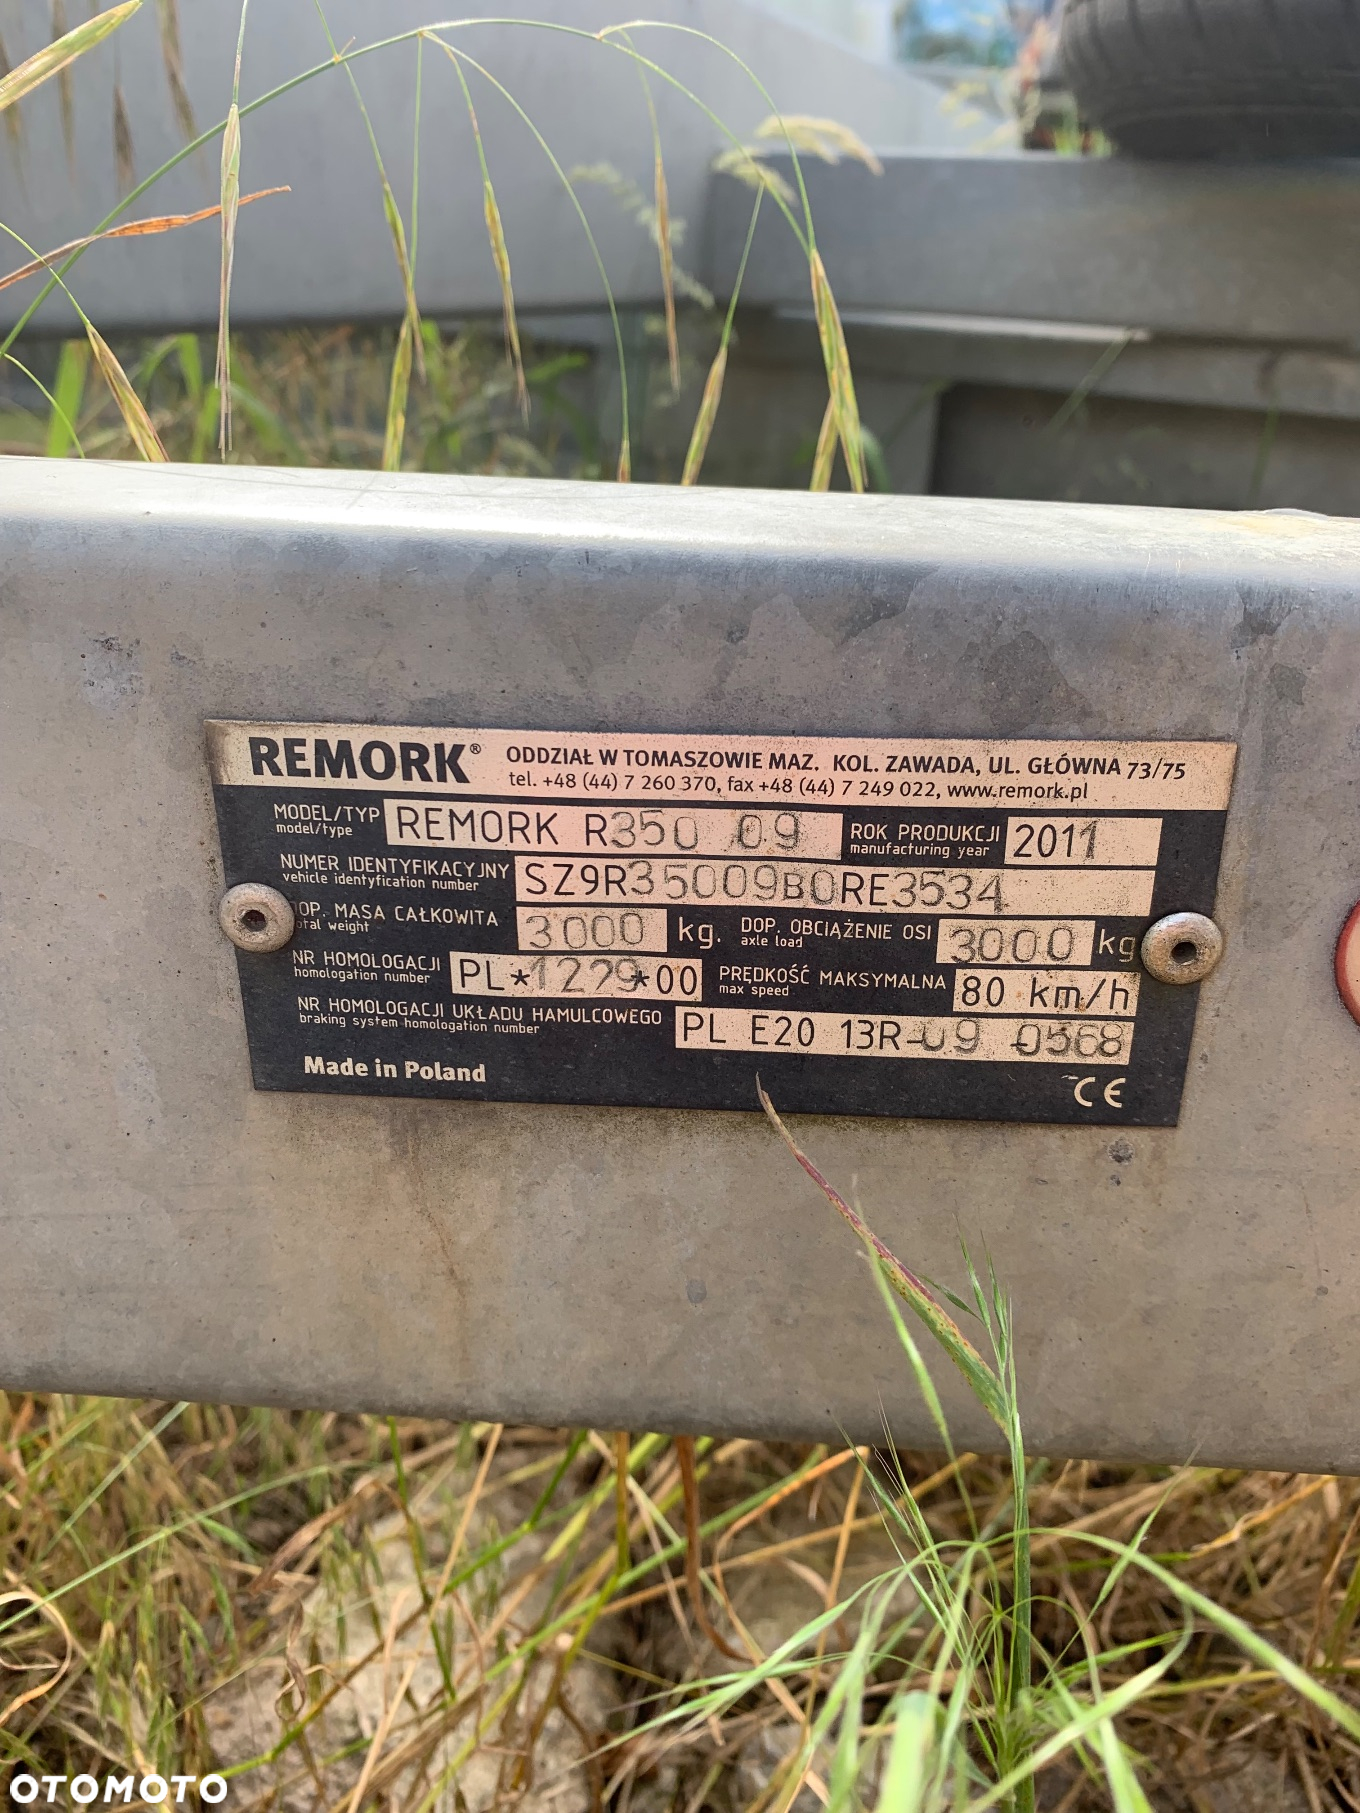 REMORK® ODDZIAŁ W TOMASZOWIE MAZ. KOL. ZAWADA, UL. GŁÓWNA 73/75
tel. +48 (44) 7 260 370, fax +48 (44) 7 249 022, www.remork.pl
MODEL/TYP REMORK R350 09 ROK PRODUKCJI 2011
model/type manufacturing year
NUMER IDENTYFIKACYJNY SZ9R35009B0RE3534
vehicle identyfication number
DOP. MASA CAŁKOWITA 3000 kg. DOP. OBCIĄŻENIE OSI 3000 kg
total weight axle load
NR HOMOLOGACJI PL*1229*00 PRĘDKOŚĆ MAKSYMALNA 80 km/h
homologation number max speed
NR HOMOLOGACJI UKŁADU HAMULCOWEGO PL E20 13R-09 0568
braking system homologation number
Made in Poland CE
OTOMOTO